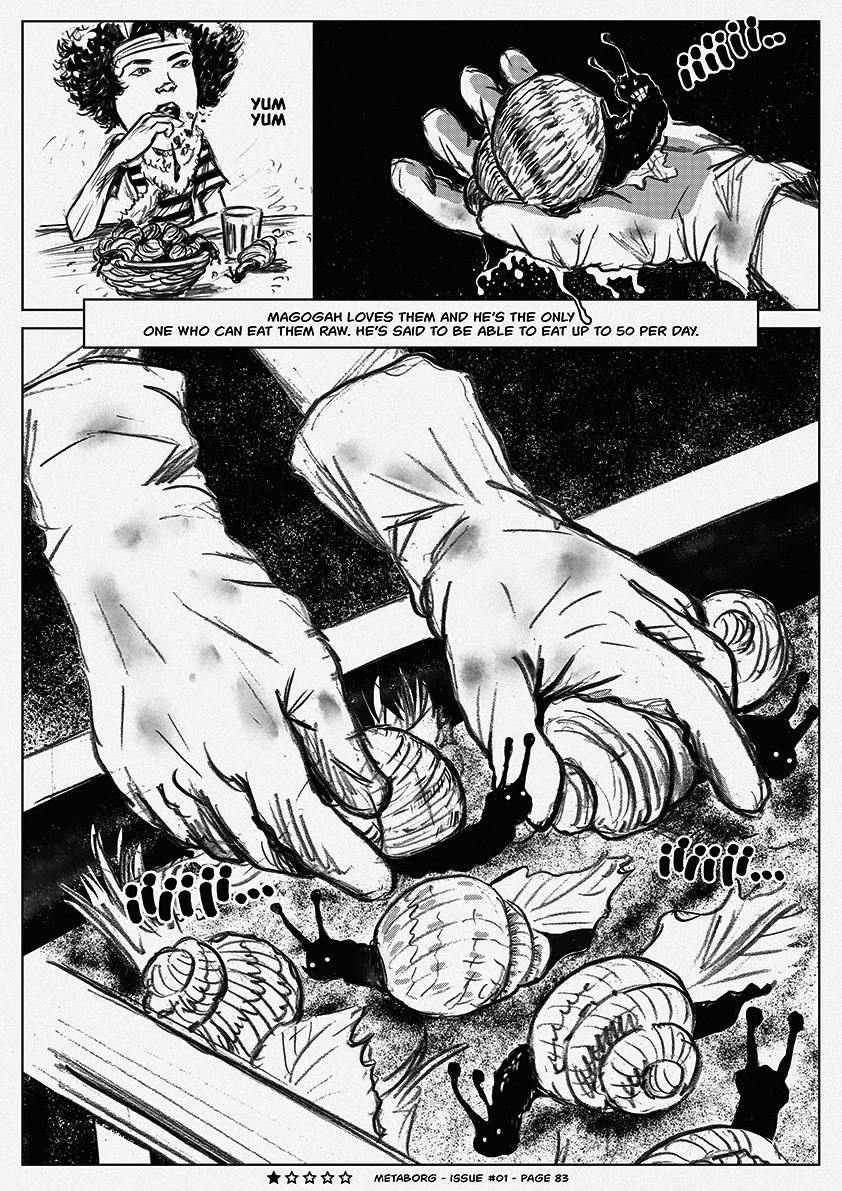 YUM
YUM
iiiiii..
MAGOGAH LOVES THEM AND HE'S THE ONLY
ONE WHO CAN EAT THEM RAW. HE'S SAID TO BE ABLE TO EAT UP TO 50 PER DAY.
iiiiii...
iiiiii...
METABORG - ISSUE #01 - PAGE 83